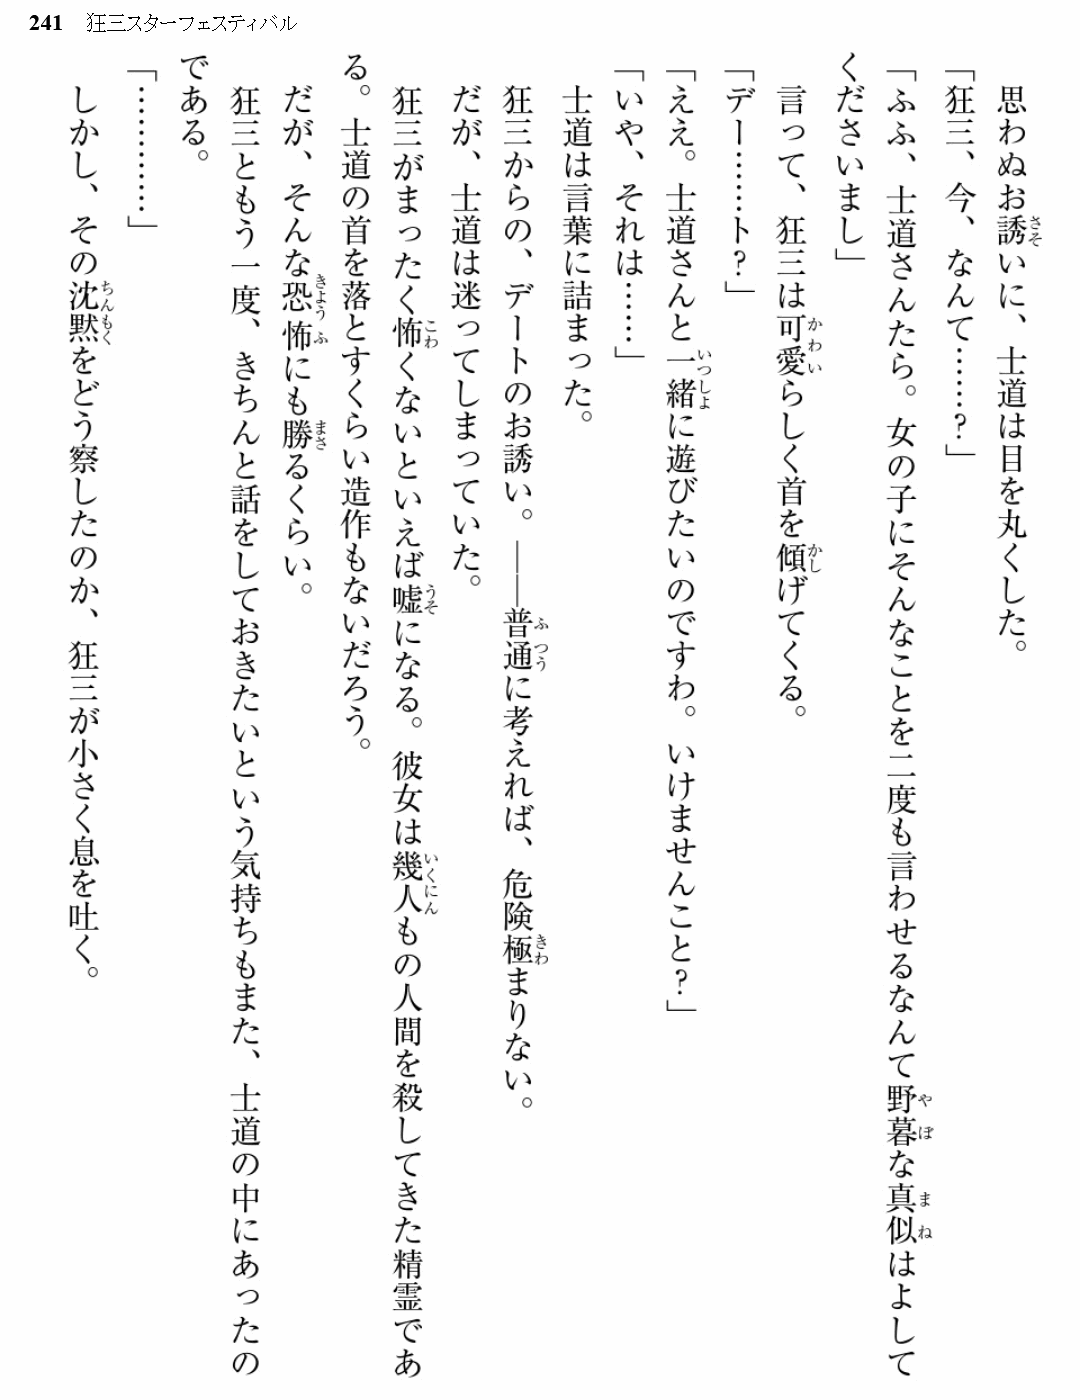 241 狂三スターフェスティバル
思わぬお誘いに、士道は目を丸くした。
「狂三、今、なんて……？」
「ふふ、士道さんたら。女の子にそんなことを二度も言わせるなんて野暮な真似はよして
くださいまし」
言って、狂三は可愛らしく首を傾げてくる。
「デー……ト？」
「ええ。士道さんと一緒に遊びたいのですわ。いけませんこと？」
「いや、それは……」
士道は言葉に詰まった。
狂三からの、デートのお誘い。――普通に考えれば、危険極まりない。
だが、士道は迷ってしまっていた。
狂三がまったく怖くないといえば嘘になる。彼女は幾人もの人間を殺してきた精霊であ
る。士道の首を落とすくらい造作もないだろう。
だが、そんな恐怖にも勝るくらい。
狂三ともう一度、きちんと話をしておきたいという気持ちもまた、士道の中にあったの
である。
「…………」
しかし、その沈黙をどう察したのか、狂三が小さく息を吐く。